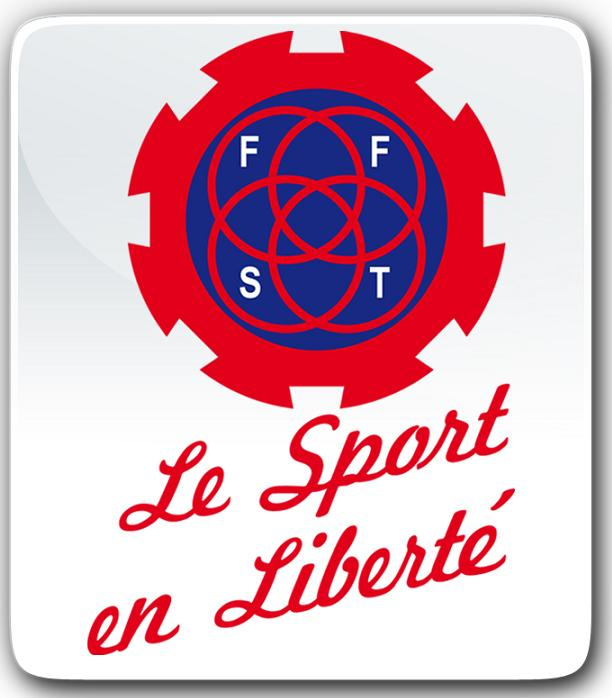 F F
S T
Le Sport
en Liberté